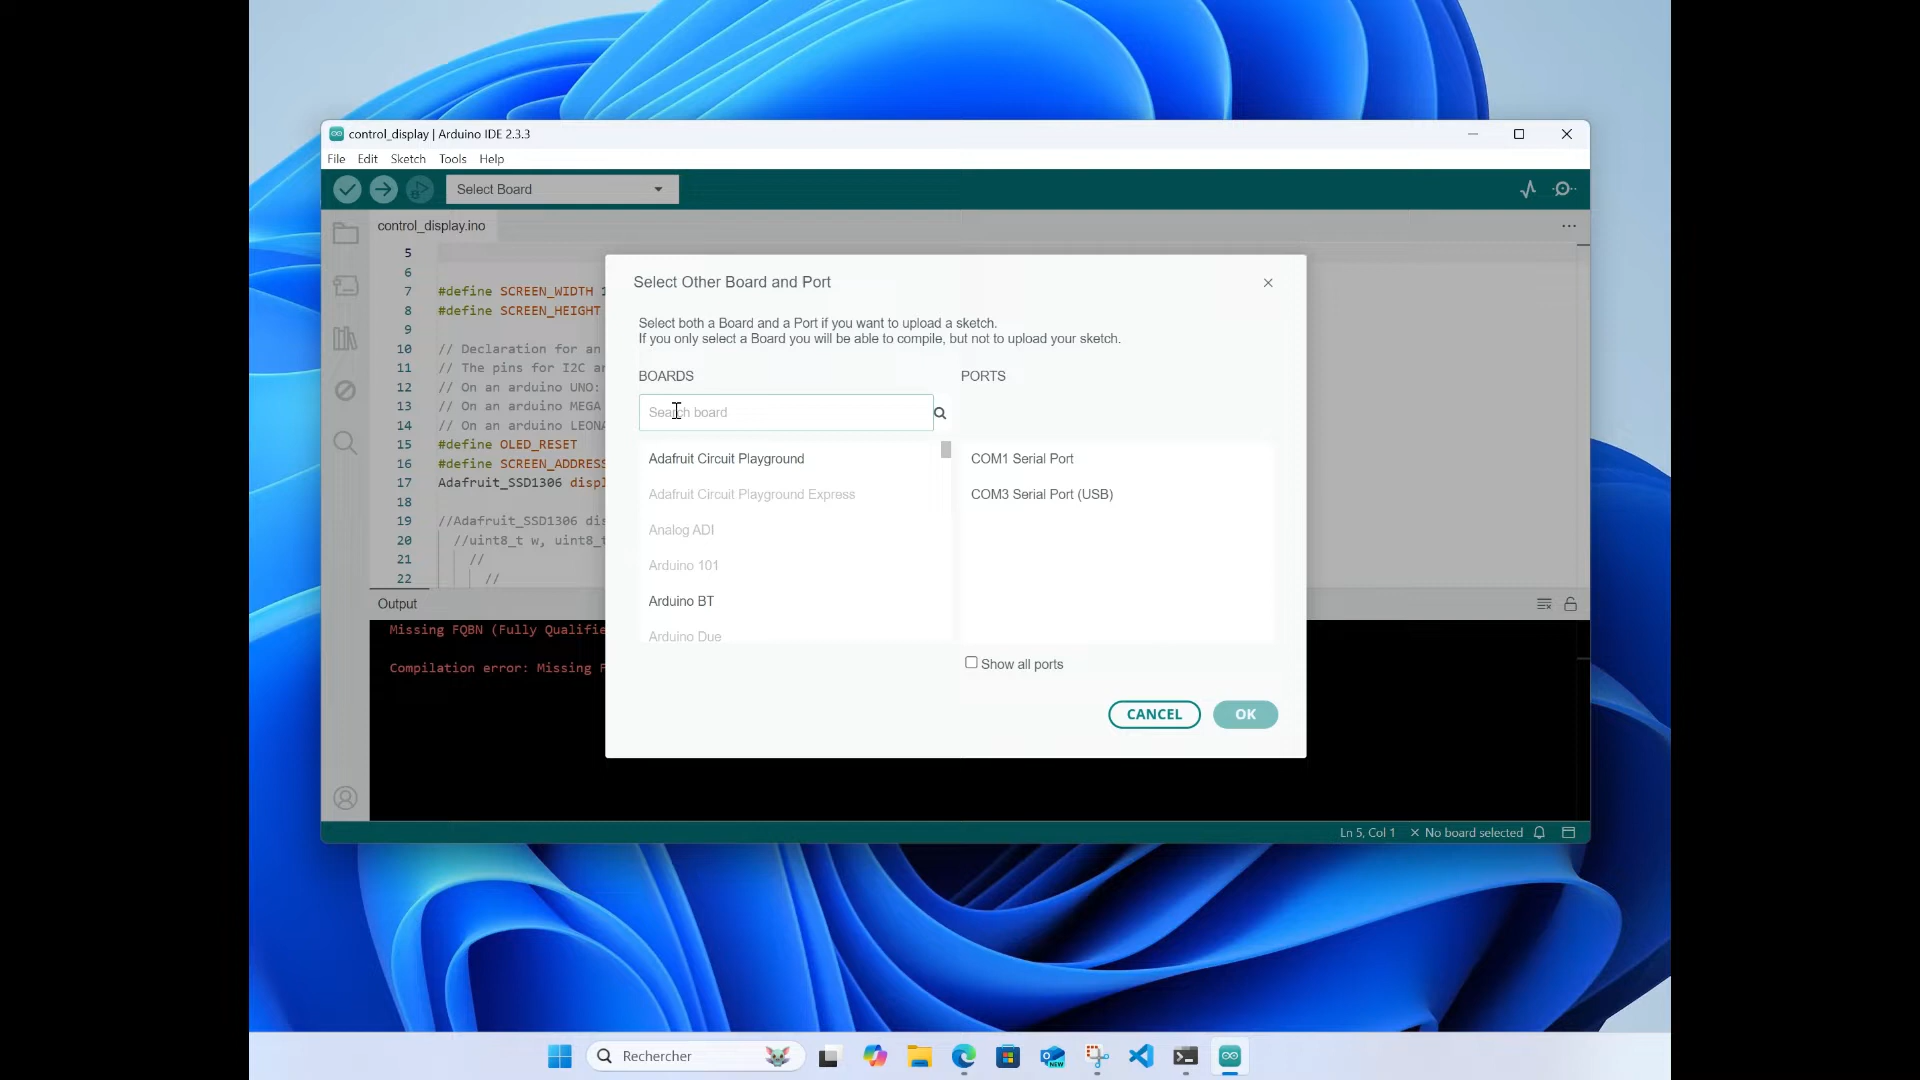 control_display | Arduino IDE 2.3.3
File Edit Sketch Tools Help
Select Board
control_display.ino
5
6
7 #define SCREEN_WIDTH 1
8 #define SCREEN_HEIGHT
9
10 // Declaration for an
11 // The pins for I2C ar
12 // On an arduino UNO:
13 // On an arduino MEGA
14 // On an arduino LEONA
15 #define OLED_RESET
16 #define SCREEN_ADDRESS
17 Adafruit_SSD1306 displ
18
19 //Adafruit_SSD1306 dis
20 //uint8_t w, uint8_t
21 //
22 //
Output
Missing FQBN (Fully Qualifie
Compilation error: Missing F
Select Other Board and Port
Select both a Board and a Port if you want to upload a sketch.
If you only select a Board you will be able to compile, but not to upload your sketch.
BOARDS
PORTS
Search board
Adafruit Circuit Playground
Adafruit Circuit Playground Express
Analog ADI
Arduino 101
Arduino BT
Arduino Due
COM1 Serial Port
COM3 Serial Port (USB)
Show all ports
CANCEL
OK
Ln 5, Col 1
No board selected
Rechercher
NEW